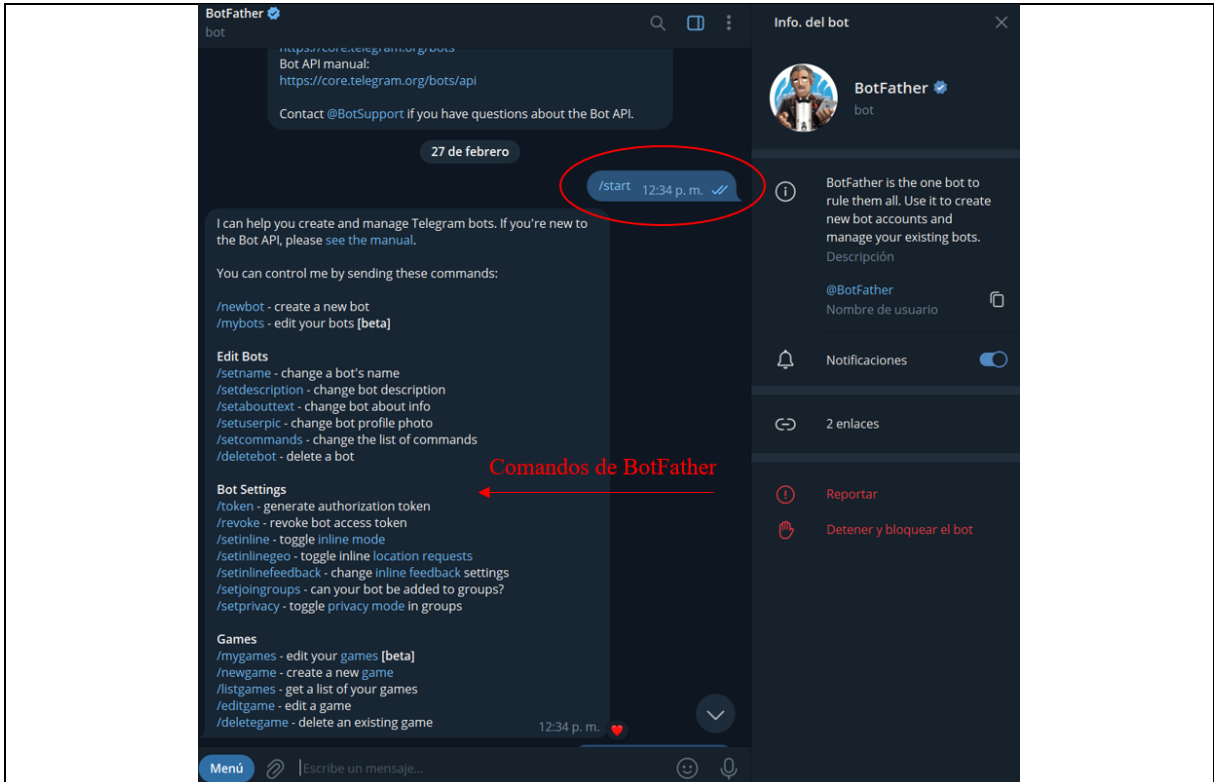 BotFather
bot
https://core.telegram.org/bots
Bot API manual:
https://core.telegram.org/bots/api
Contact @BotSupport if you have questions about the Bot API.
27 de febrero
/start 12:34 p. m.
I can help you create and manage Telegram bots. If you're new to
the Bot API, please see the manual.
You can control me by sending these commands:
/newbot - create a new bot
/mybots - edit your bots [beta]
Edit Bots
/setname - change a bot's name
/setdescription - change bot description
/setabouttext - change bot about info
/setuserpic - change bot profile photo
/setcommands - change the list of commands
/deletebot - delete a bot
Comandos de BotFather
Bot Settings
/token - generate authorization token
/revoke - revoke bot access token
/setinline - toggle inline mode
/setinlinegeo - toggle inline location requests
/setinlinefeedback - change inline feedback settings
/setjoingroups - can your bot be added to groups?
/setprivacy - toggle privacy mode in groups
Games
/mygames - edit your games [beta]
/newgame - create a new game
/listgames - get a list of your games
/editgame - edit a game
/deletegame - delete an existing game
12:34 p. m.
Menú
Escribe un mensaje...
Info. del bot
BotFather
bot
BotFather is the one bot to
rule them all. Use it to create
new bot accounts and
manage your existing bots.
Descripción
@BotFather
Nombre de usuario
Notificaciones
2 enlaces
Reportar
Detener y bloquear el bot